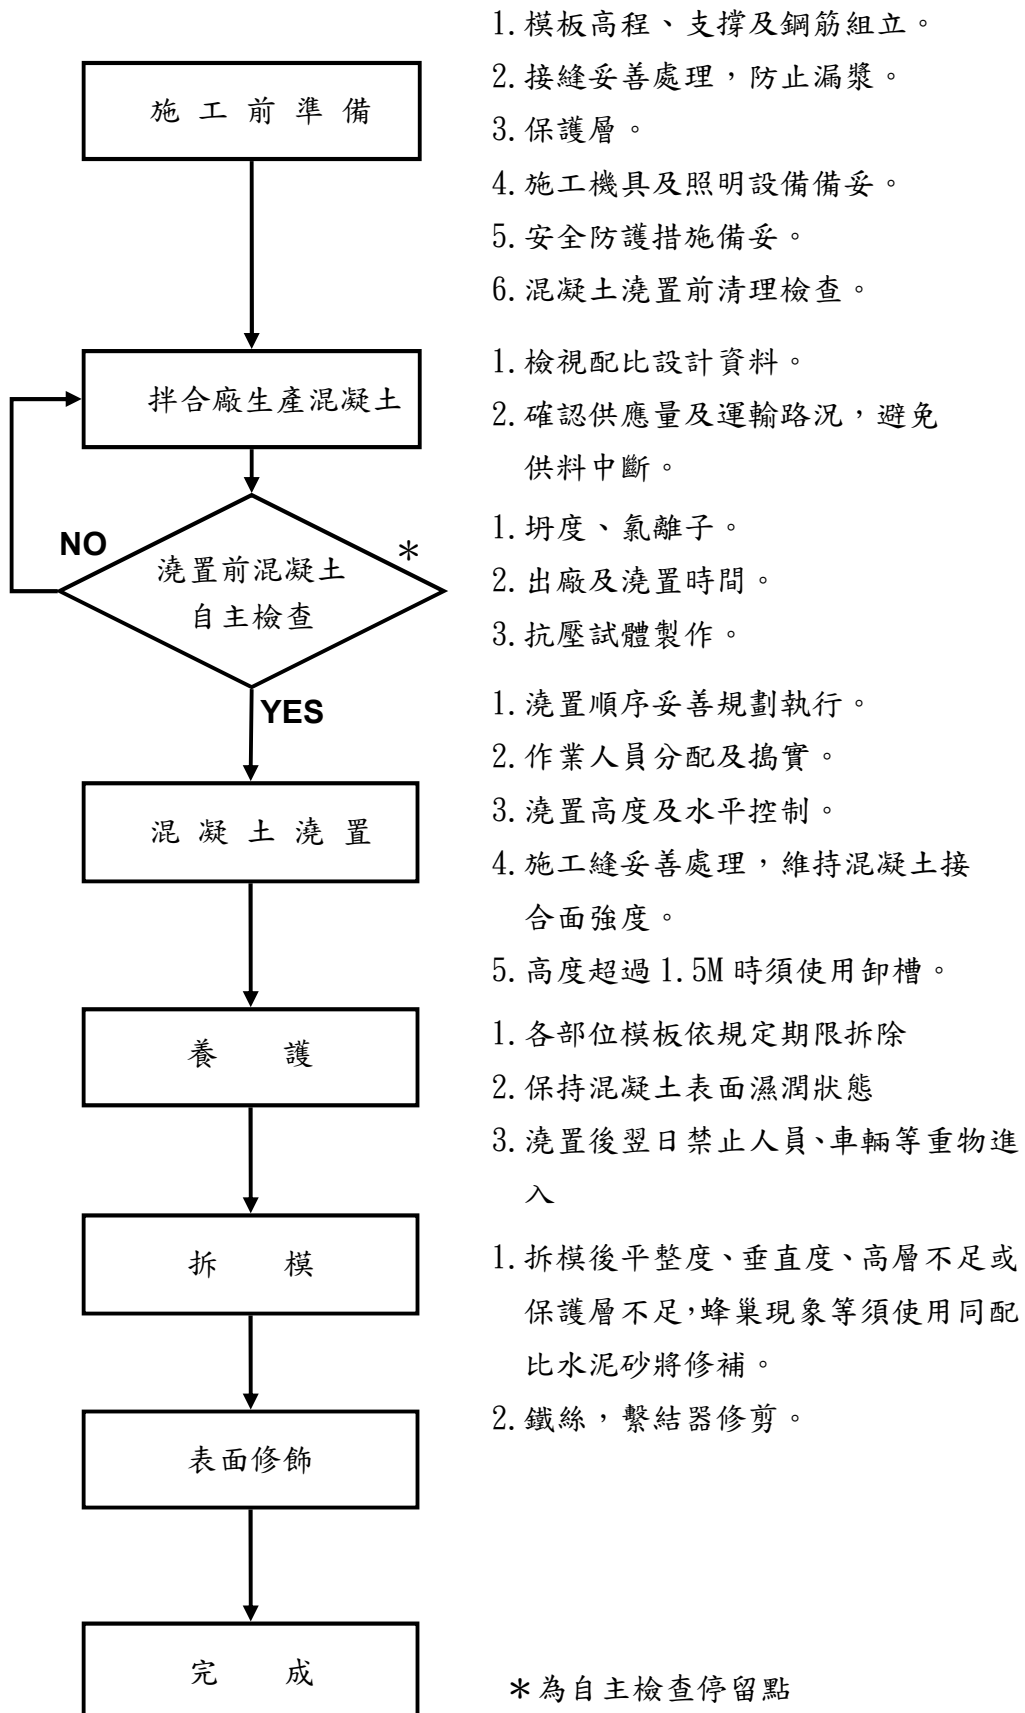 1.模板高程、支撐及鋼筋組立。
施工前準備
2.接縫妥善處理，防止漏漿。
3.保護層。
4.施工機具及照明設備備妥。
5.安全防護措施備妥。
6.混凝土澆置前清理檢查。
拌合廠生產混凝土
1.檢視配比設計資料。
2.確認供應量及運輸路況，避免
供料中斷。
NO
澆置前混凝土
自主檢查
＊
1.坍度、氯離子。
2.出廠及澆置時間。
3.抗壓試體製作。
YES
混凝土澆置
1.澆置順序妥善規劃執行。
2.作業人員分配及搗實。
3.澆置高度及水平控制。
4.施工縫妥善處理，維持混凝土接
合面強度。
5.高度超過1.5M時須使用卸槽。
養護
1.各部位模板依規定期限拆除
2.保持混凝土表面濕潤狀態
3.澆置後翌日禁止人員、車輛等重物進
入
拆模
1.拆模後平整度、垂直度、高層不足或
保護層不足，蜂巢現象等須使用同配
比水泥砂將修補。
2.鐵絲，繫結器修剪。
表面修飾
完成
＊為自主檢查停留點